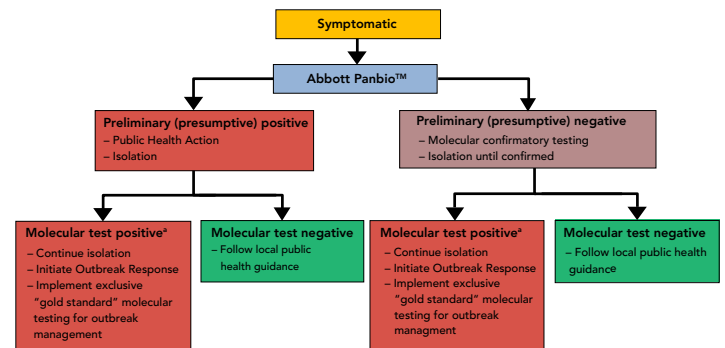 Symptomatic
Abbott Panbio™
Preliminary (presumptive) positive
– Public Health Action
– Isolation
Preliminary (presumptive) negative
– Molecular confirmatory testing
– Isolation until confirmed
Molecular test positiveª
– Continue isolation
– Initiate Outbreak Response
– Implement exclusive
“gold standard” molecular
testing for outbreak
management
Molecular test negative
– Follow local public
health guidance
Molecular test positiveª
– Continue isolation
– Initiate Outbreak Response
– Implement exclusive
“gold standard” molecular
testing for outbreak
managment
Molecular test negative
– Follow local public health
guidance